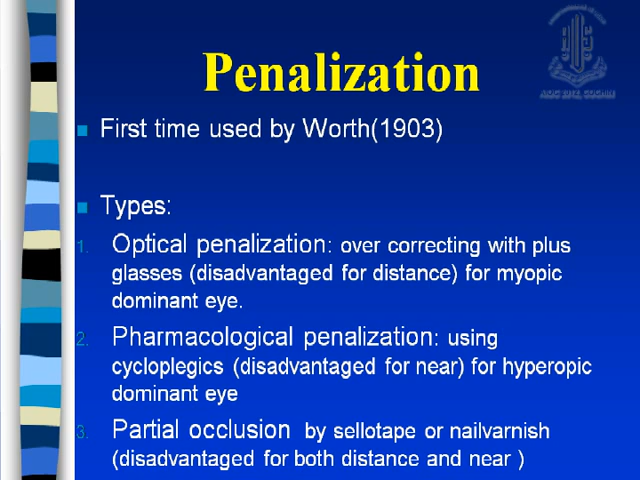 Penalization
First time used by Worth(1903)
Types:
1. Optical penalization: over correcting with plus
glasses (disadvantaged for distance) for myopic
dominant eye.
2. Pharmacological penalization: using
cycloplegics (disadvantaged for near) for hyperopic
dominant eye
3. Partial occlusion by sellotape or nailvarnish
(disadvantaged for both distance and near )